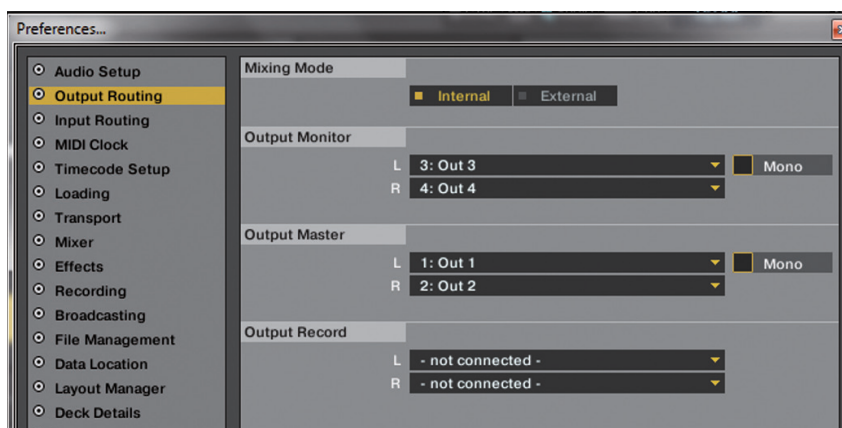 Preferences...
Audio Setup
Output Routing
Input Routing
MIDI Clock
Timecode Setup
Loading
Transport
Mixer
Effects
Recording
Broadcasting
File Management
Data Location
Layout Manager
Deck Details
Mixing Mode
Internal External
Output Monitor
L 3: Out 3 Mono
R 4: Out 4
Output Master
L 1: Out 1 Mono
R 2: Out 2
Output Record
L - not connected -
R - not connected -